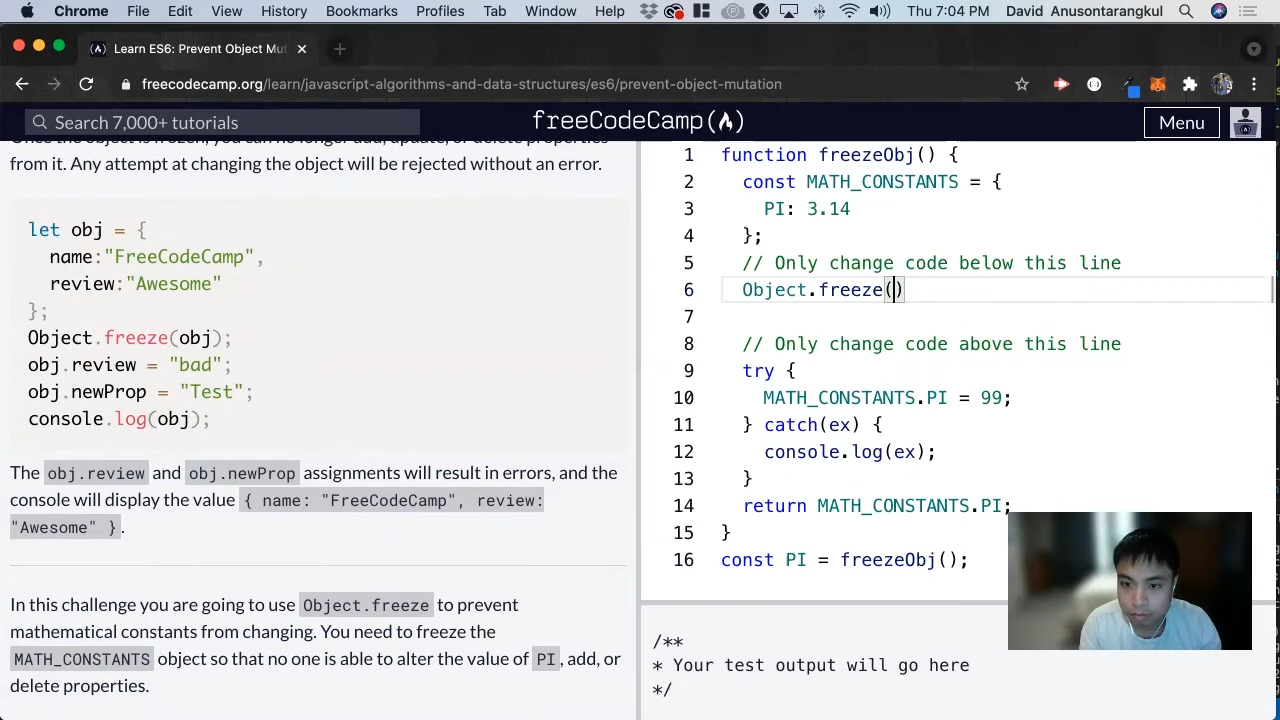 Chrome File Edit View History Bookmarks Profiles Tab Window Help Thu 7:04 PM David Anusontarangkul
Learn ES6: Prevent Object Mut
freecodecamp.org/learn/javascript-algorithms-and-data-structures/es6/prevent-object-mutation
Search 7,000+ tutorials
freeCodeCamp
Menu
from it. Any attempt at changing the object will be rejected without an error.
let obj = {
name:"FreeCodeCamp",
review:"Awesome"
};
Object.freeze(obj);
obj.review = "bad";
obj.newProp = "Test";
console.log(obj);
The obj.review and obj.newProp assignments will result in errors, and the
console will display the value { name: "FreeCodeCamp", review:
"Awesome" }.
In this challenge you are going to use Object.freeze to prevent
mathematical constants from changing. You need to freeze the
MATH_CONSTANTS object so that no one is able to alter the value of PI, add, or
delete properties.
1 function freezeObj() {
2 const MATH_CONSTANTS = {
3 PI: 3.14
4 };
5 // Only change code below this line
6 Object.freeze()
7
8 // Only change code above this line
9 try {
10 MATH_CONSTANTS.PI = 99;
11 } catch(ex) {
12 console.log(ex);
13 }
14 return MATH_CONSTANTS.PI;
15 }
16 const PI = freezeObj();
/**
* Your test output will go here
*/